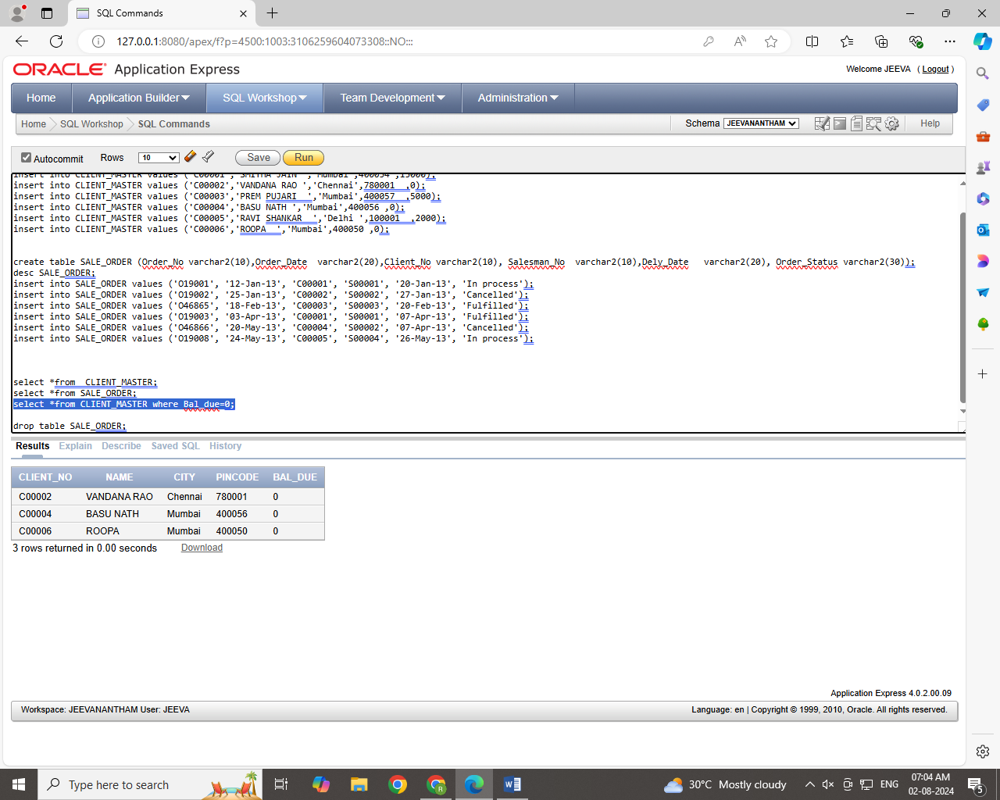 SQL Commands
127.0.0.1:8080/apex/f?p=4500:1003:3106259604073308::NO:::
ORACLE Application Express
Welcome JEEVA ( Logout )
Home Application Builder SQL Workshop Team Development Administration
Home SQL Workshop SQL Commands Schema JEEVANANTHAM Help
Autocommit Rows 10 Save Run
insert into CLIENT_MASTER values ('C00001','SMITHA JAIN ','Mumbai',400054 ,15000);
insert into CLIENT_MASTER values ('C00002','VANDANA RAO ','Chennai',780001  ,0);
insert into CLIENT_MASTER values ('C00003','PREM PUJARI  ','Mumbai',400057  ,5000);
insert into CLIENT_MASTER values ('C00004','BASU NATH ','Mumbai',400056 ,0);
insert into CLIENT_MASTER values ('C00005','RAVI SHANKAR  ','Delhi ',100001  ,2000);
insert into CLIENT_MASTER values ('C00006','ROOPA  ','Mumbai',400050 ,0);
create table SALE_ORDER (Order_No varchar2(10),Order_Date  varchar2(20),Client_No varchar2(10), Salesman_No  varchar2(10),Dely_Date   varchar2(20), Order_Status varchar2(30));
desc SALE_ORDER;
insert into SALE_ORDER values ('O19001', '12-Jan-13', 'C00001', 'S00001', '20-Jan-13', 'In process');
insert into SALE_ORDER values ('O19002', '25-Jan-13', 'C00002', 'S00002', '27-Jan-13', 'Cancelled');
insert into SALE_ORDER values ('O46865', '18-Feb-13', 'C00003', 'S00003', '20-Feb-13', 'Fulfilled');
insert into SALE_ORDER values ('O19003', '03-Apr-13', 'C00001', 'S00001', '07-Apr-13', 'Fulfilled');
insert into SALE_ORDER values ('O46866', '20-May-13', 'C00004', 'S00002', '07-Apr-13', 'Cancelled');
insert into SALE_ORDER values ('O19008', '24-May-13', 'C00005', 'S00004', '26-May-13', 'In process');
select *from  CLIENT_MASTER;
select *from SALE_ORDER;
select *from CLIENT_MASTER where Bal_due=0;
drop table SALE_ORDER;
Results Explain Describe Saved SQL History
CLIENT_NO NAME CITY PINCODE BAL_DUE
C00002 VANDANA RAO Chennai 780001 0
C00004 BASU NATH Mumbai 400056 0
C00006 ROOPA Mumbai 400050 0
3 rows returned in 0.00 seconds Download
Application Express 4.0.2.00.09
Workspace: JEEVANANTHAM User: JEEVA Language: en | Copyright © 1999, 2010, Oracle. All rights reserved.
Type here to search 30°C Mostly cloudy ENG 07:04 AM
02-08-2024 5